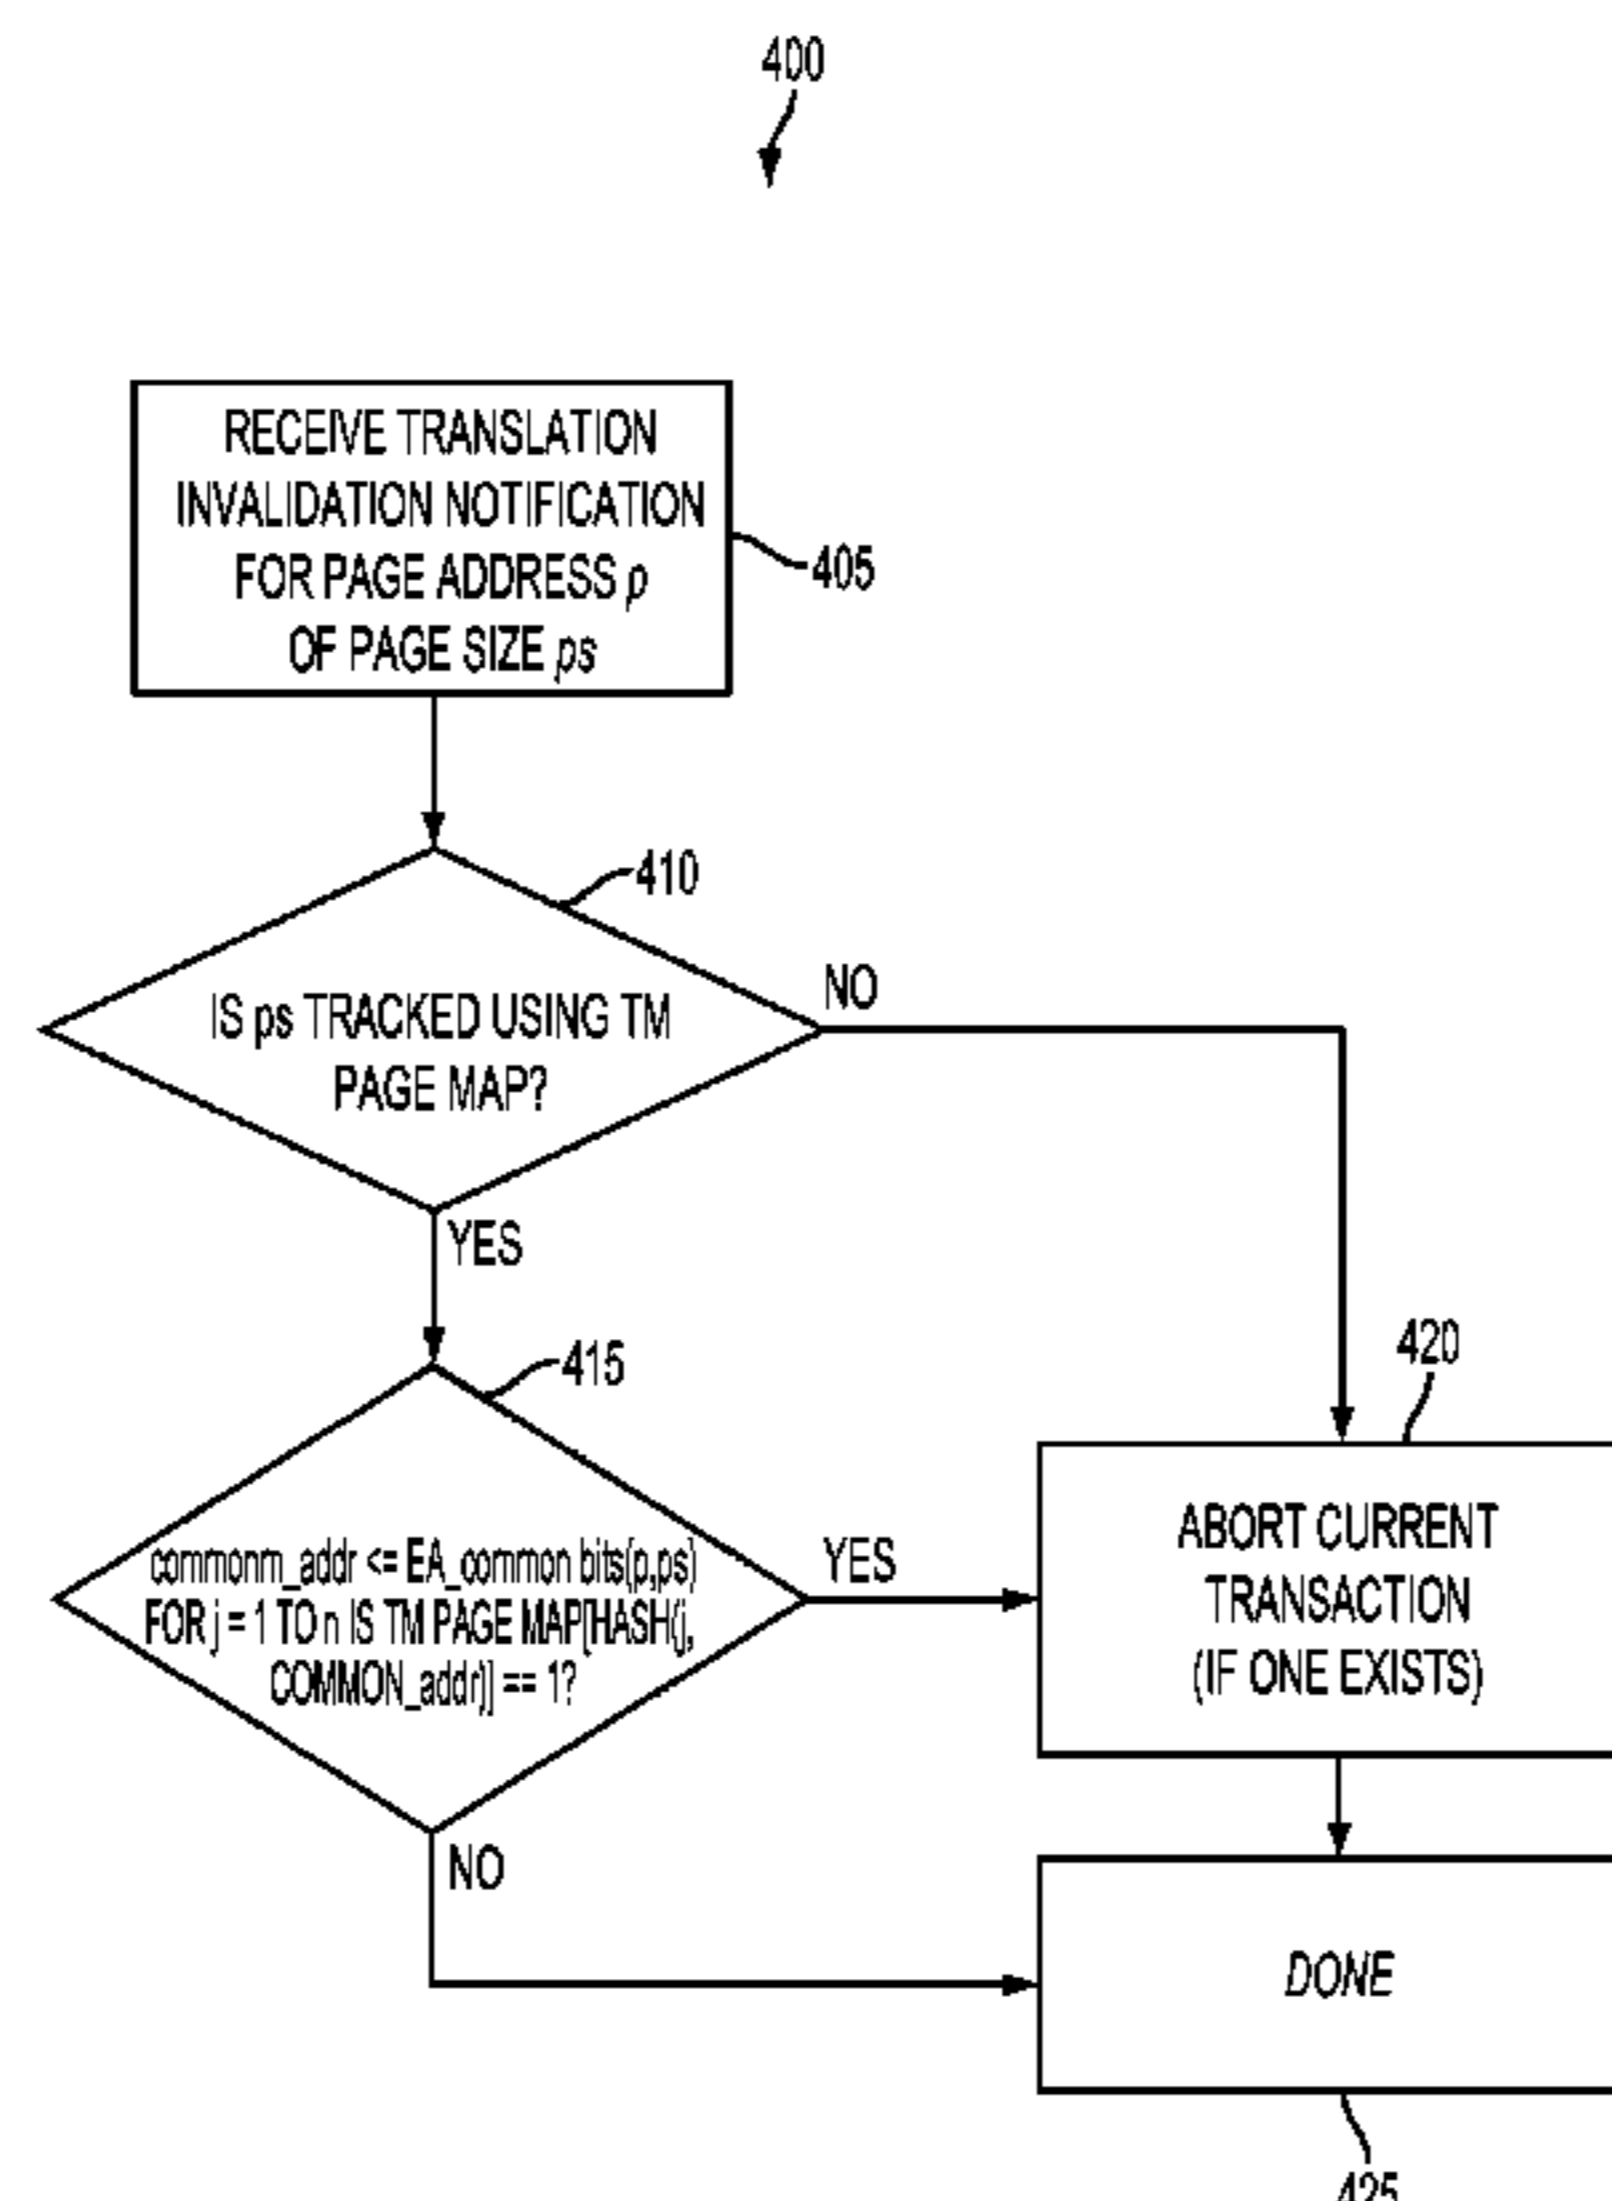 400
RECEIVE TRANSLATION
INVALIDATION NOTIFICATION
FOR PAGE ADDRESS p
OF PAGE SIZE ps
405
410
IS ps TRACKED USING TM
PAGE MAP?
NO
YES
415
commonm_addr <= EA_common bits(p,ps)
FOR j = 1 TO n IS TM PAGE MAP[HASH(j,
COMMON_addr)] == 1?
YES
NO
420
ABORT CURRENT
TRANSACTION
(IF ONE EXISTS)
DONE
425